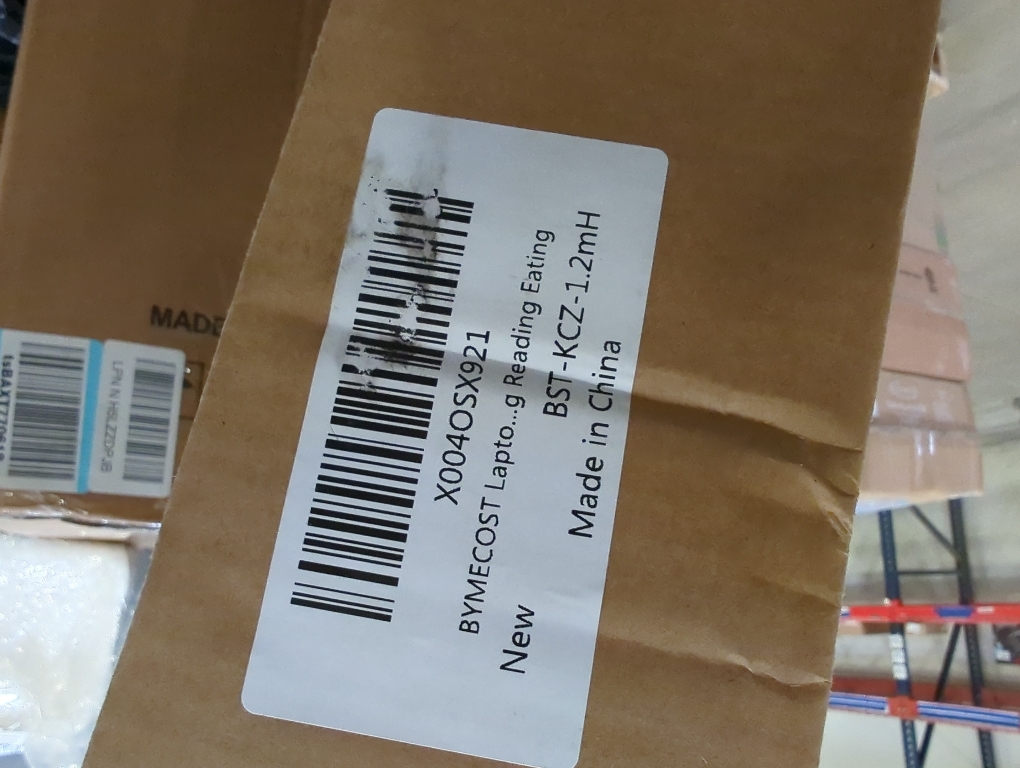 X004OSX921
BYMECOST Lapto...g Reading Eating
New
BST-KCZ-1.2mH
Made in China
MADE